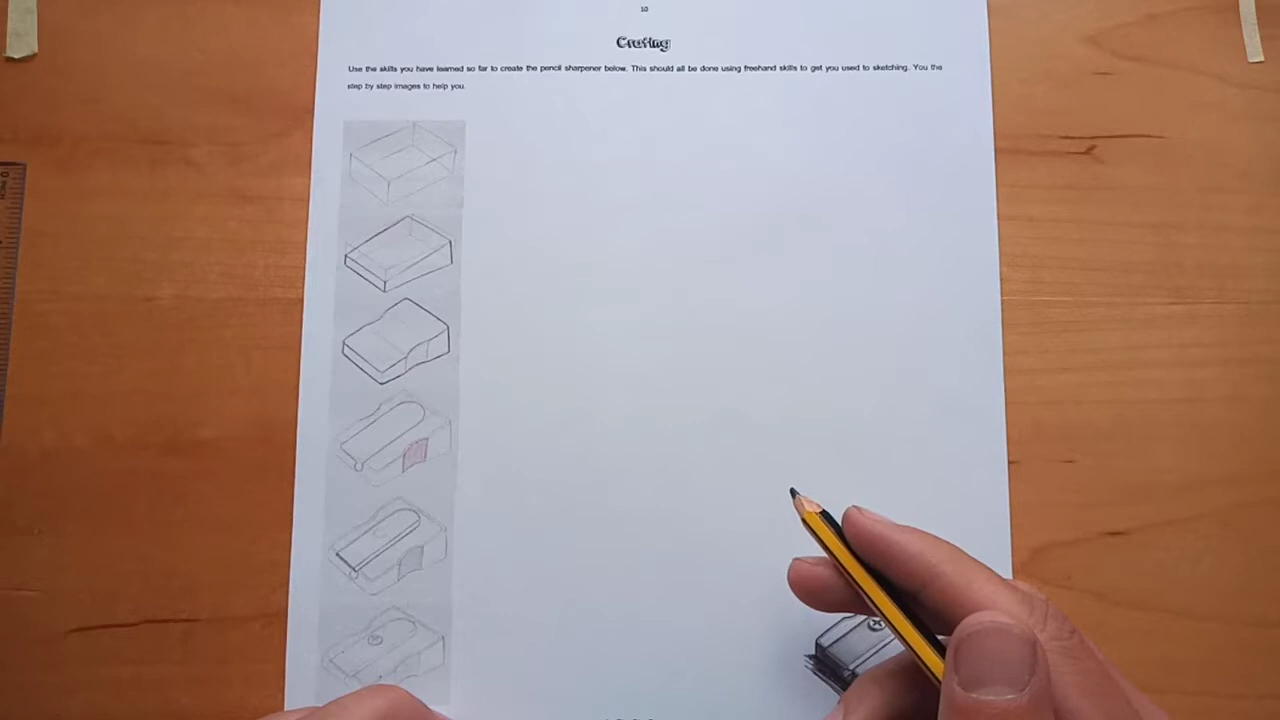 10
Crating
Use the skills you have learned so far to create the pencil sharpener below. This should all be done using freehand skills to get you used to sketching. You the
step by step images to help you.
0
INCH